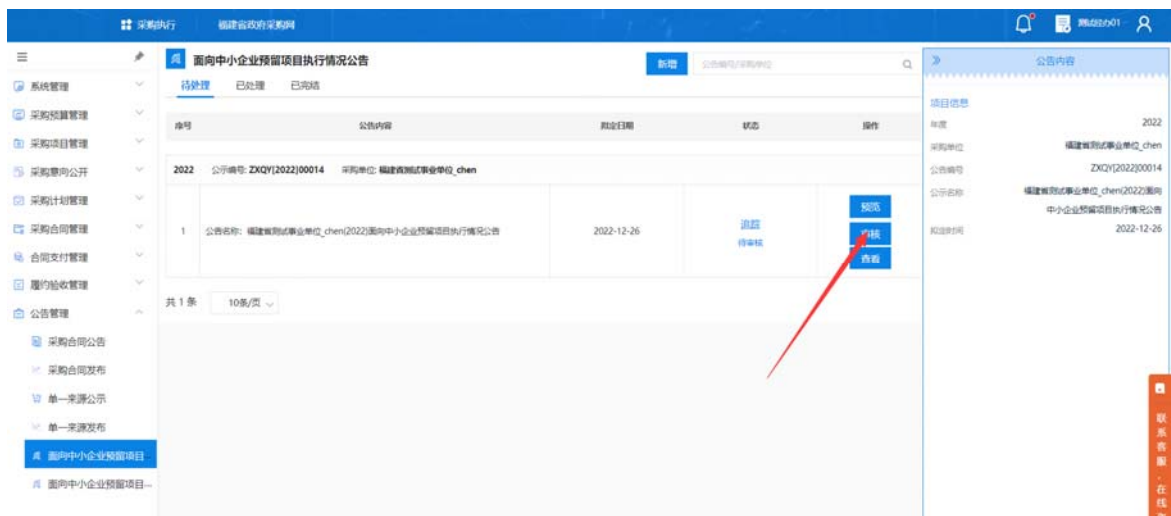 采购执行 福建省政府采购网
系统管理
采购预算管理
采购项目管理
采购意向公开
采购计划管理
采购合同管理
合同支付管理
履约验收管理
公告管理
采购合同公告
采购合同发布
单一来源公示
单一来源发布
面向中小企业预留项目...
面向中小企业预留项目...
面向中小企业预留项目执行情况公告 新增 公告编号/采购单位
待处理 已处理 已完结
序号 公告内容 拟定日期 状态 操作
2022 公示编号: ZXQY[2022]00014 采购单位: 福建省测试事业单位_chen
1 公告名称: 福建省测试事业单位_chen(2022)面向中小企业预留项目执行情况公告 2022-12-26 追踪 预览
待审核 审核
查看
共 1 条 10条/页
公告内容
项目信息
年度 2022
采购单位 福建省测试事业单位_chen
公告编号 ZXQY[2022]00014
公示名称 福建省测试事业单位_chen(2022)面向
中小企业预留项目执行情况公告
拟定时间 2022-12-26
联系客服
在线